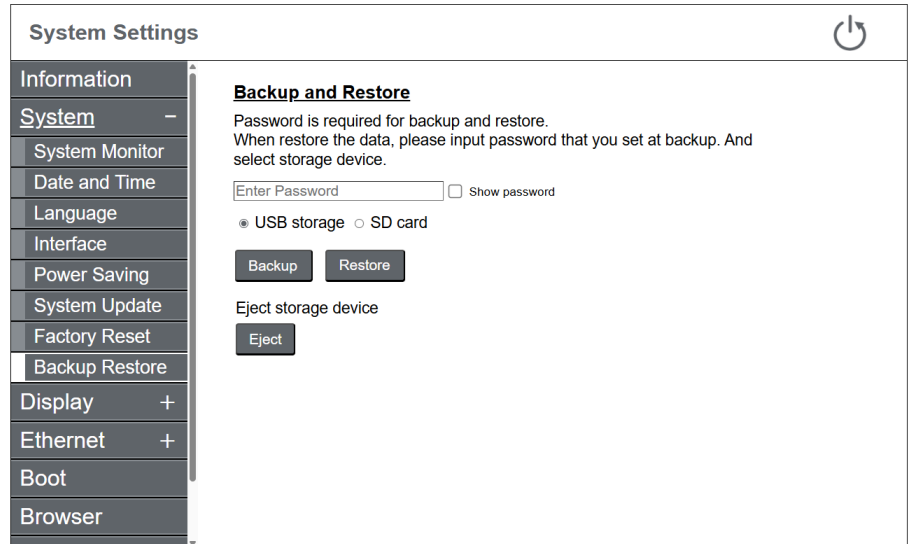 System Settings
Information
System −
System Monitor
Date and Time
Language
Interface
Power Saving
System Update
Factory Reset
Backup Restore
Display +
Ethernet +
Boot
Browser
Backup and Restore
Password is required for backup and restore.
When restore the data, please input password that you set at backup. And
select storage device.
Enter Password Show password
USB storage SD card
Backup Restore
Eject storage device
Eject